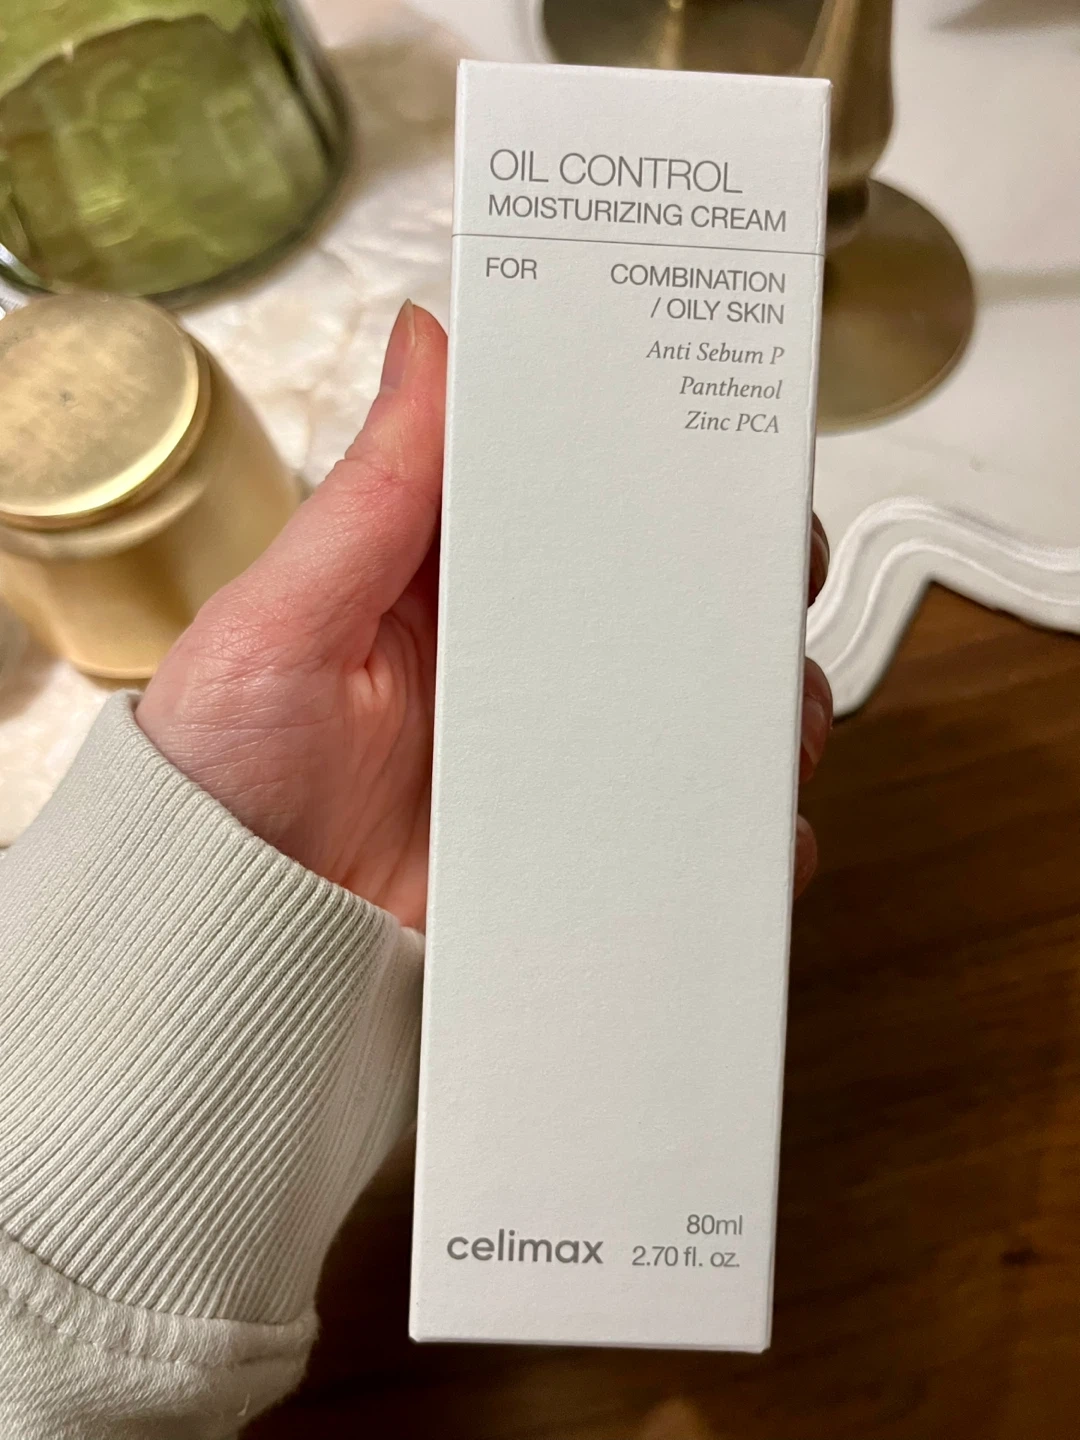 OIL CONTROL
MOISTURIZING CREAM
FOR COMBINATION
/ OILY SKIN
Anti Sebum P
Panthenol
Zinc PCA
celimax
80ml
2.70 fl. oz.